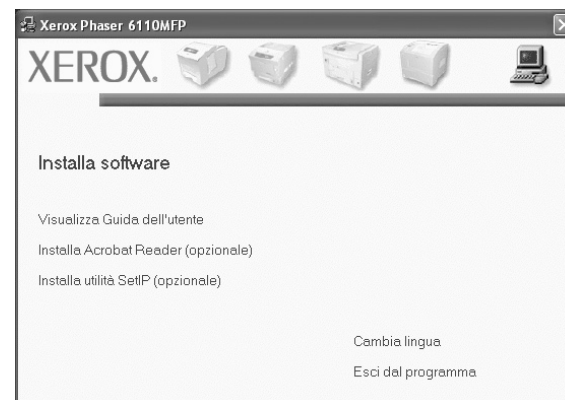 Xerox Phaser 6110MFP
XEROX.
Installa software
Visualizza Guida dell'utente
Installa Acrobat Reader (opzionale)
Installa utilità SetIP (opzionale)
Cambia lingua
Esci dal programma